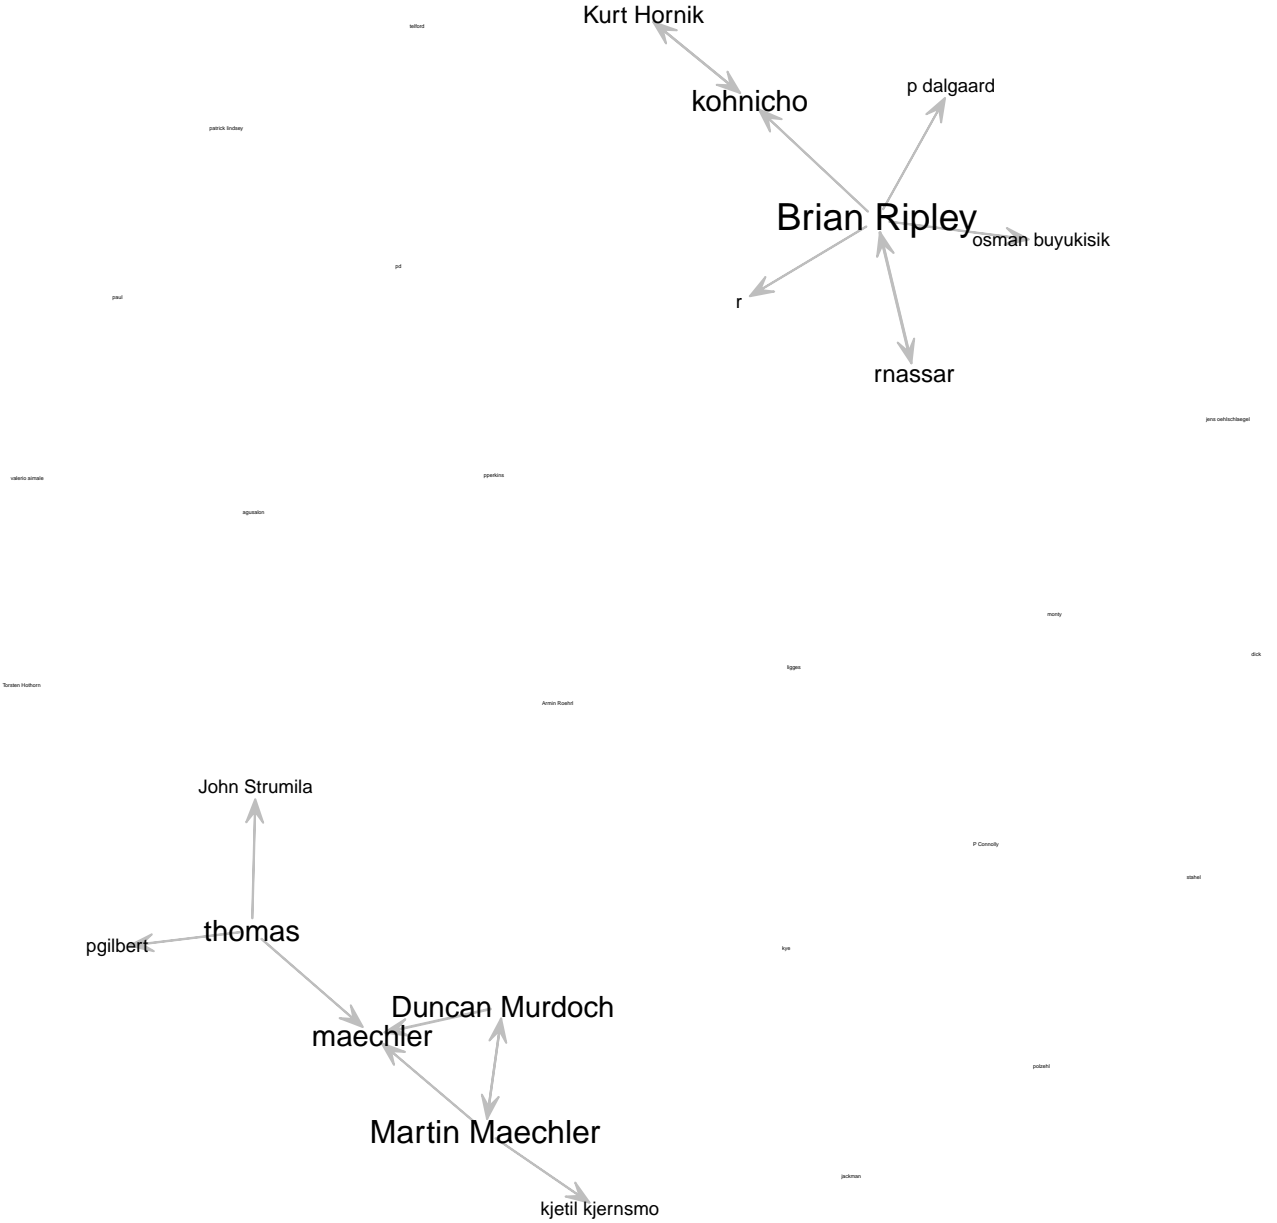 Kurt Hornik
telford
p dalgaard
kohnicho
patrick lindsey
Brian Ripley
osman buyukisik
pd
paul
r
rnassar
jens oehlschlaegel
pperkins
valerio aimale
agusalon
monty
dick
ligges
Torsten Hothorn
Armin Roehrl
John Strumila
P Connolly
stahel
thomas
pgilbert
kye
Duncan Murdoch
maechler
polzehl
Martin Maechler
jackman
kjetil kjernsmo